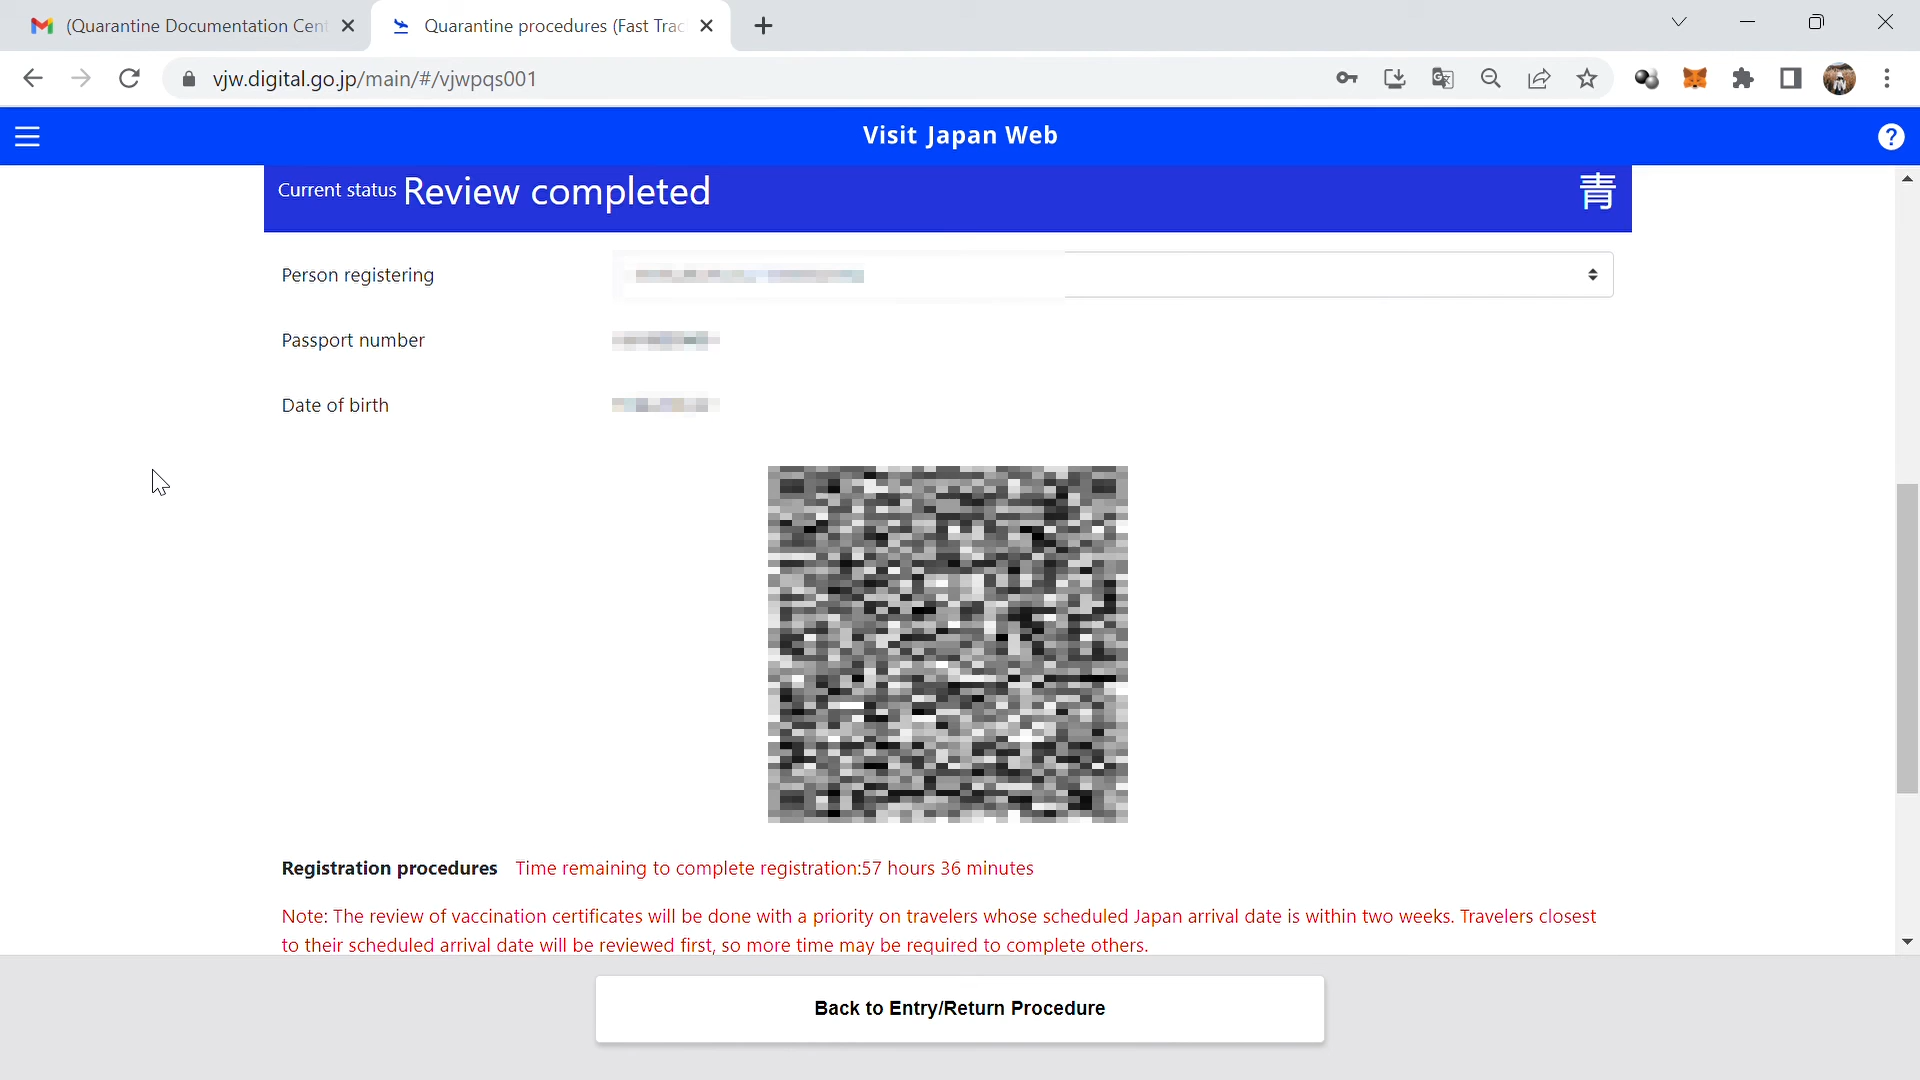 (Quarantine Documentation Cent
Quarantine procedures (Fast Trac
vjw.digital.go.jp/main/#/vjwpqs001
Visit Japan Web
?
Current status Review completed 青
Person registering
Passport number
Date of birth
Registration procedures Time remaining to complete registration:57 hours 36 minutes
Note: The review of vaccination certificates will be done with a priority on travelers whose scheduled Japan arrival date is within two weeks. Travelers closest
to their scheduled arrival date will be reviewed first, so more time may be required to complete others.
Back to Entry/Return Procedure